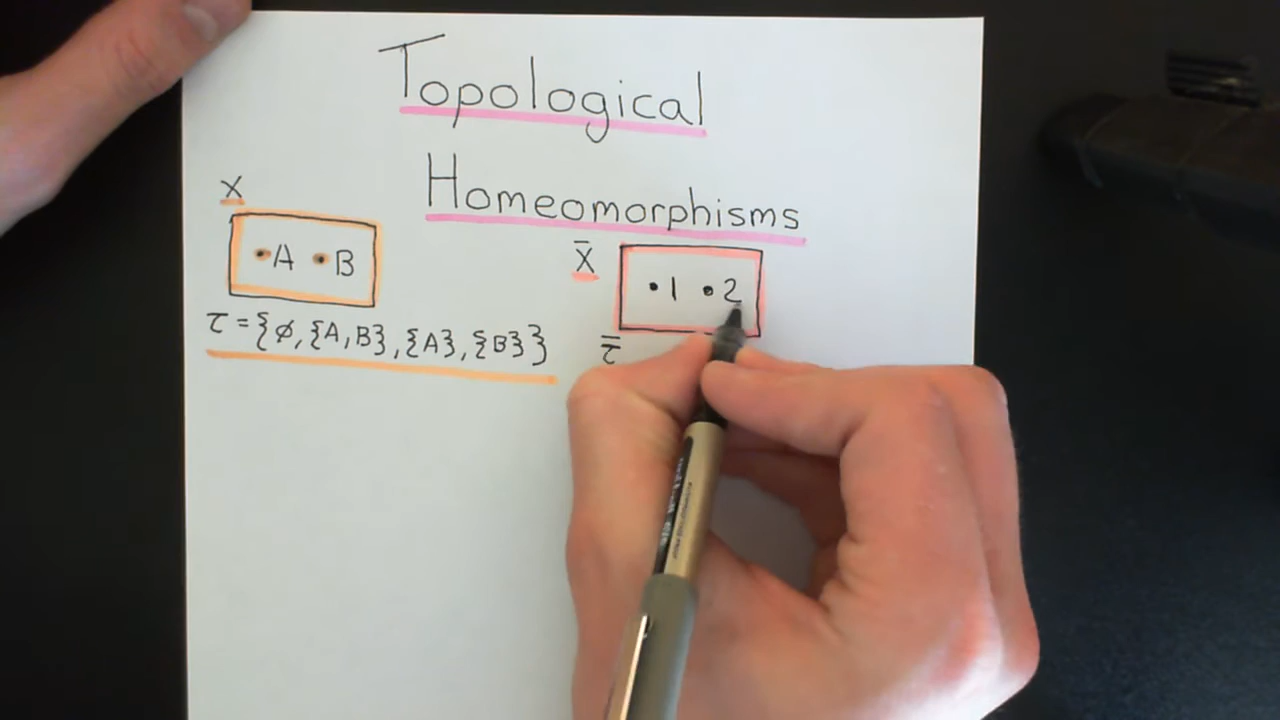 Topological
Homeomorphisms
X
•A •B
τ = {∅, {A, B}, {A}, {B}}
X̄
•1 •2
τ̄